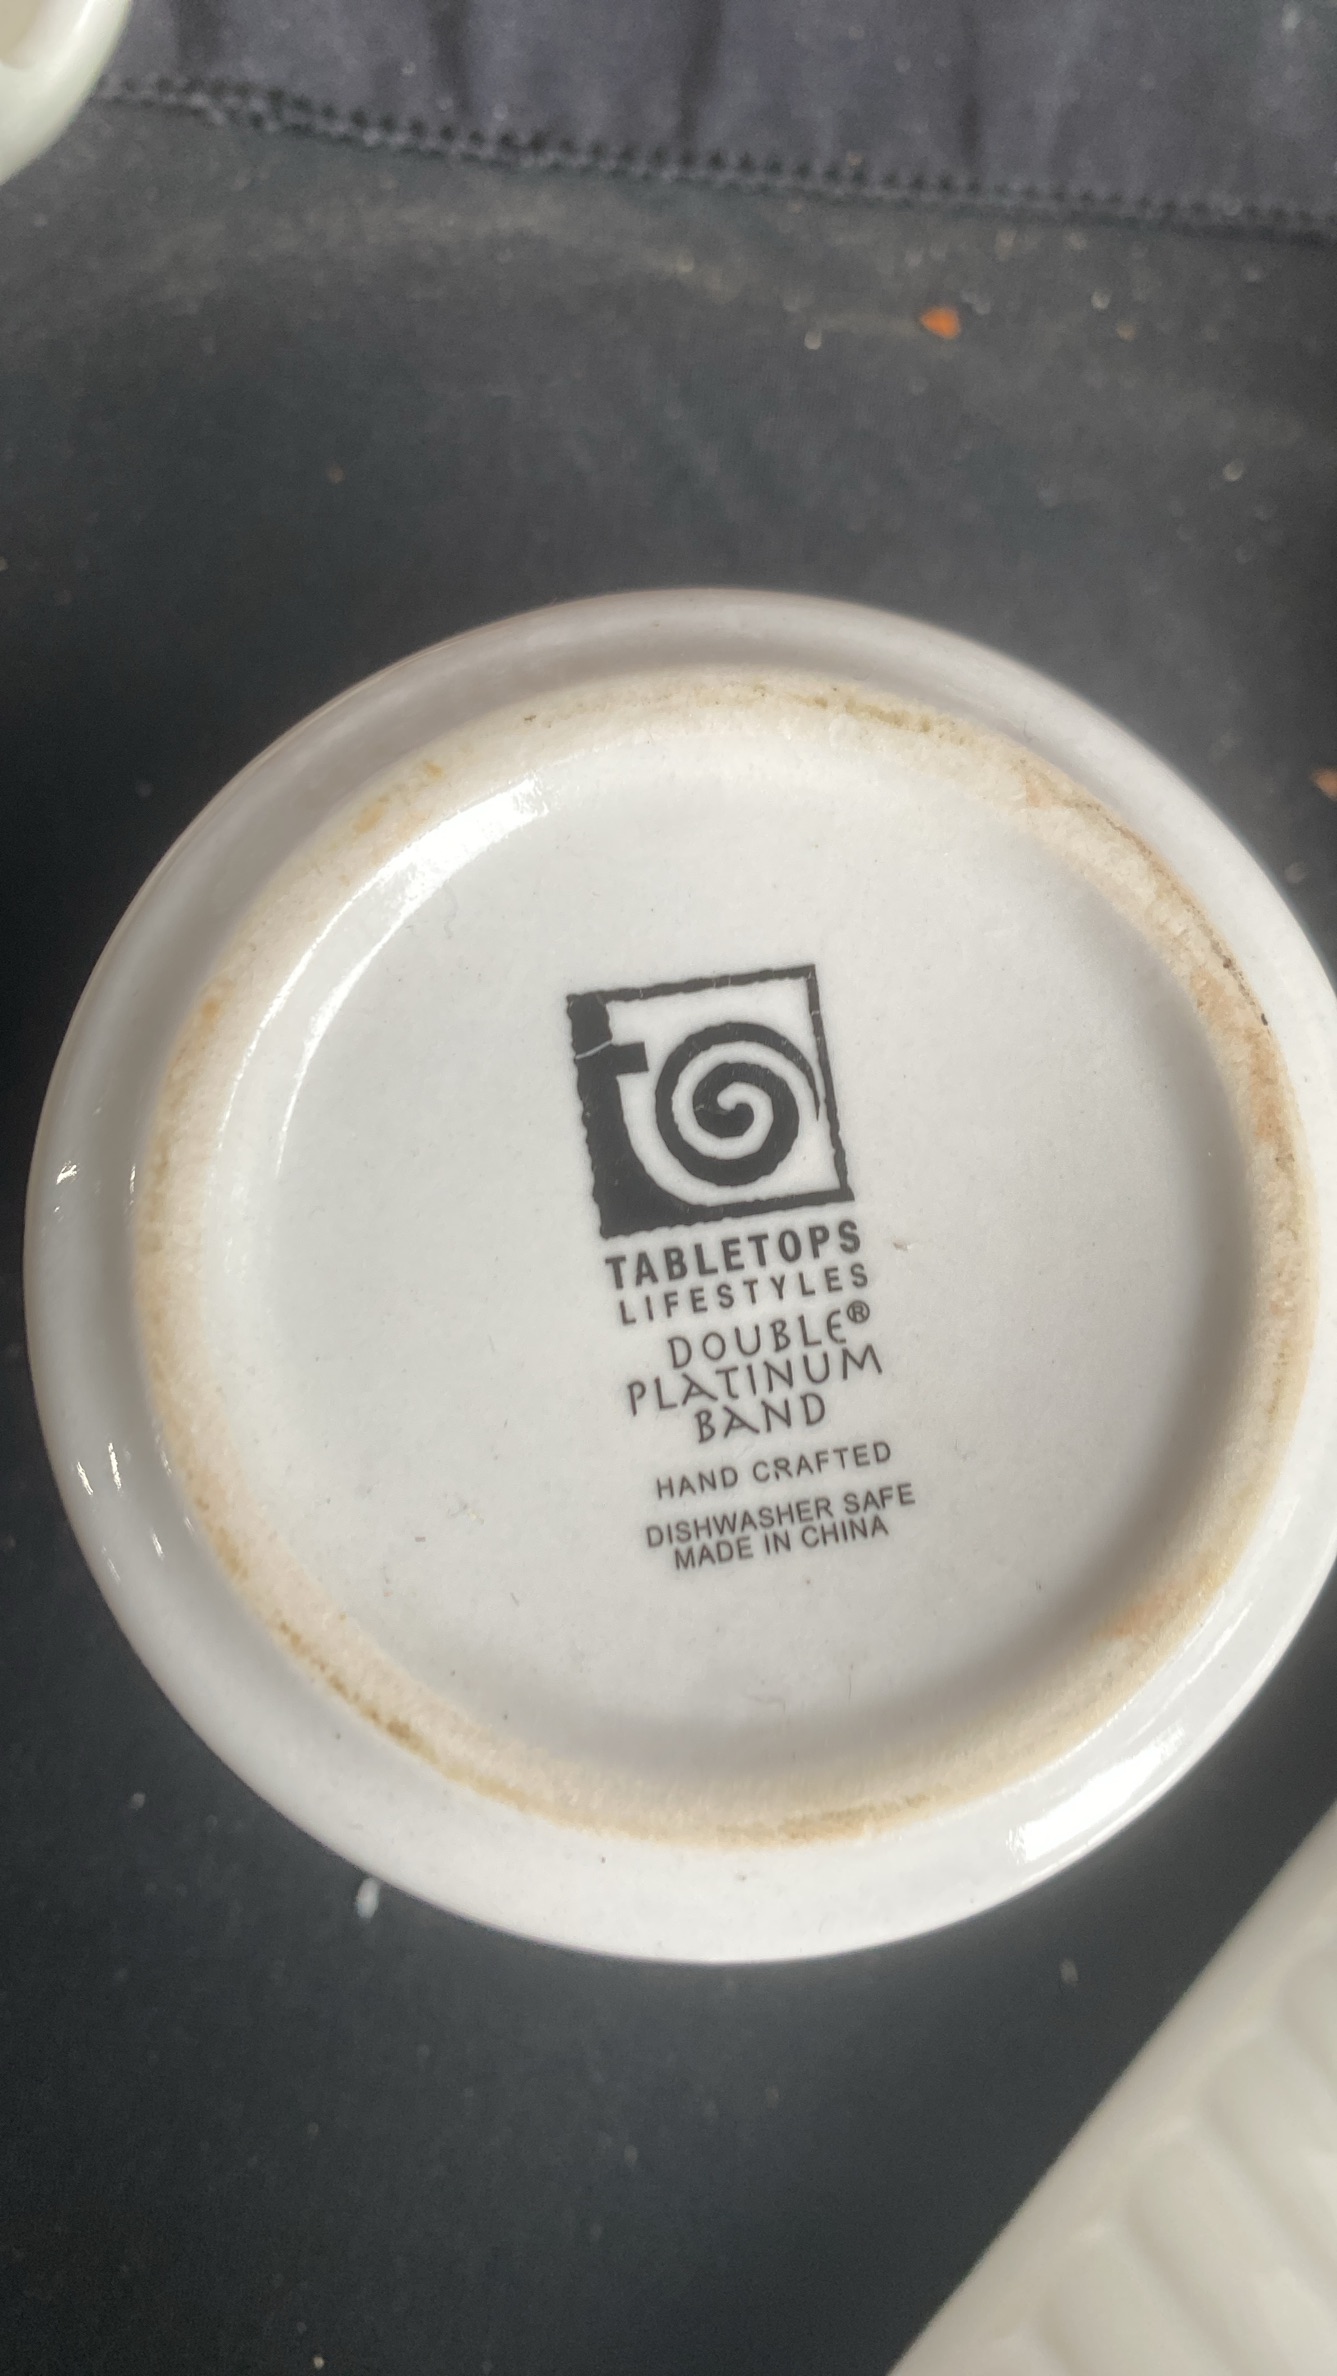 TABLETOPS
LIFESTYLES
DOUBLE®
PLATINUM
BAND
HAND CRAFTED
DISHWASHER SAFE
MADE IN CHINA